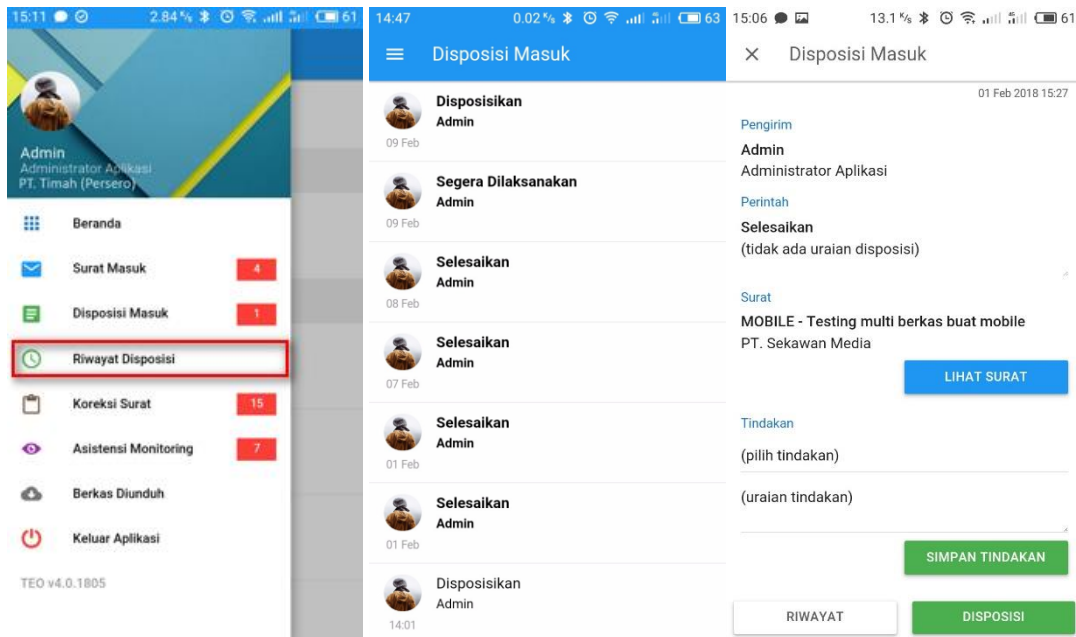 15:11 2.84 K/s 4G 61
Admin
Administrator Aplikasi
PT. Timah (Persero)
Beranda
Surat Masuk 4
Disposisi Masuk 1
Riwayat Disposisi
Koreksi Surat 15
Asistensi Monitoring 7
Berkas Diunduh
Keluar Aplikasi
TEO v4.0.1805
14:47 0.02 K/s 4G 63
Disposisi Masuk
Disposisikan
Admin
09 Feb
Segera Dilaksanakan
Admin
09 Feb
Selesaikan
Admin
08 Feb
Selesaikan
Admin
07 Feb
Selesaikan
Admin
01 Feb
Selesaikan
Admin
01 Feb
Disposisikan
Admin
14:01
15:06 13.1 K/s 4G 61
Disposisi Masuk
01 Feb 2018 15:27
Pengirim
Admin
Administrator Aplikasi
Perintah
Selesaikan
(tidak ada uraian disposisi)
Surat
MOBILE - Testing multi berkas buat mobile
PT. Sekawan Media
LIHAT SURAT
Tindakan
(pilih tindakan)
(uraian tindakan)
SIMPAN TINDAKAN
RIWAYAT DISPOSISI